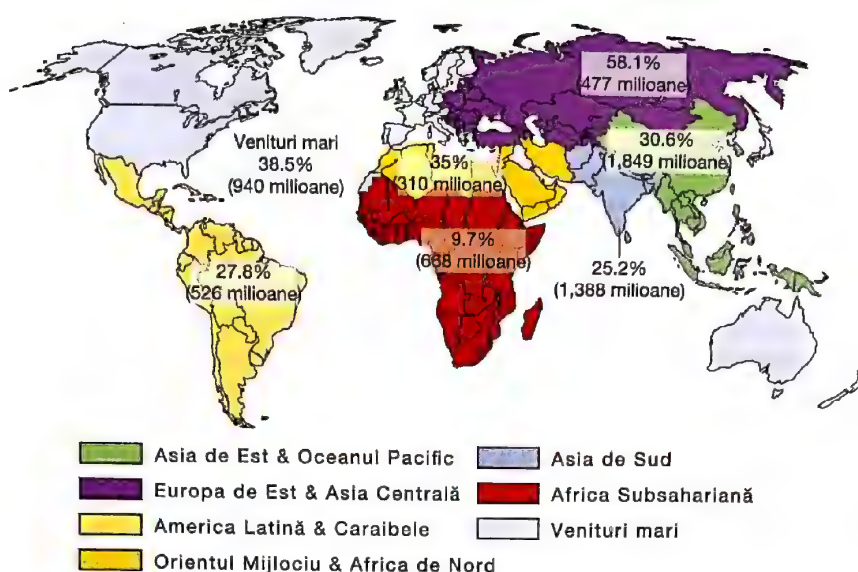 58.1%
(477 milioane)
Venituri mari
38.5%
(940 milioane)
35%
(310 milioane)
30.6%
(1,849 milioane)
9.7%
(668 milioane)
27.8%
(526 milioane)
25.2%
(1,388 milioane)
Asia de Est & Oceanul Pacific
Europa de Est & Asia Centrală
America Latină & Caraibele
Orientul Mijlociu & Africa de Nord
Asia de Sud
Africa Subsahariană
Venituri mari